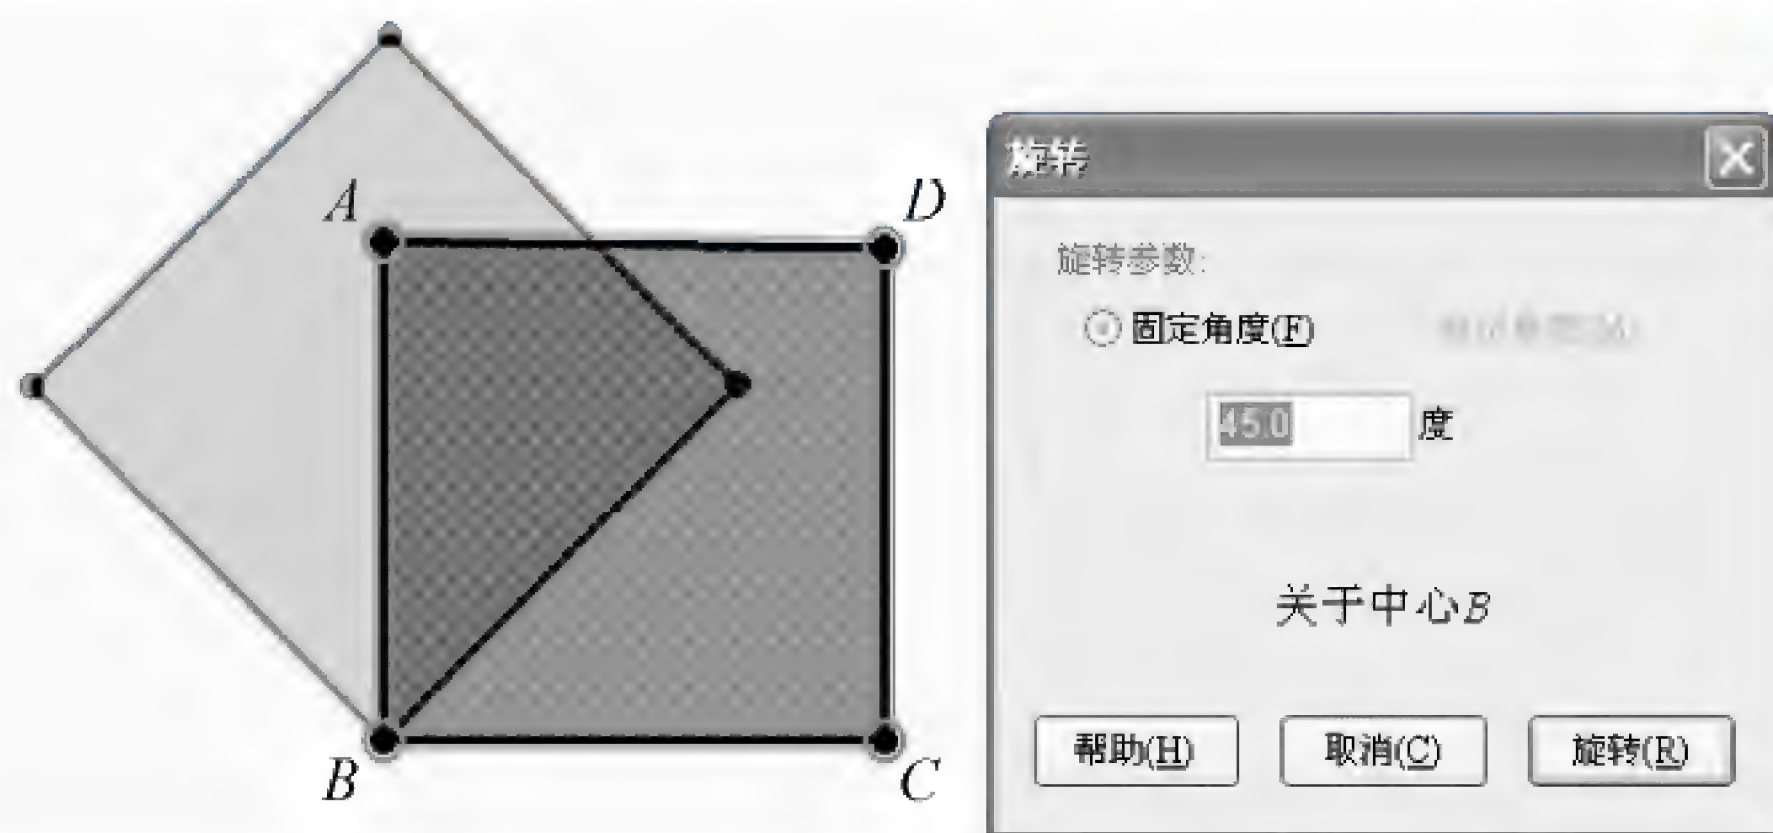 A
D
B
C
旋转
旋转参数:
固定角度(F)
45.0 度
关于中心B
帮助(H)
取消(C)
旋转(R)